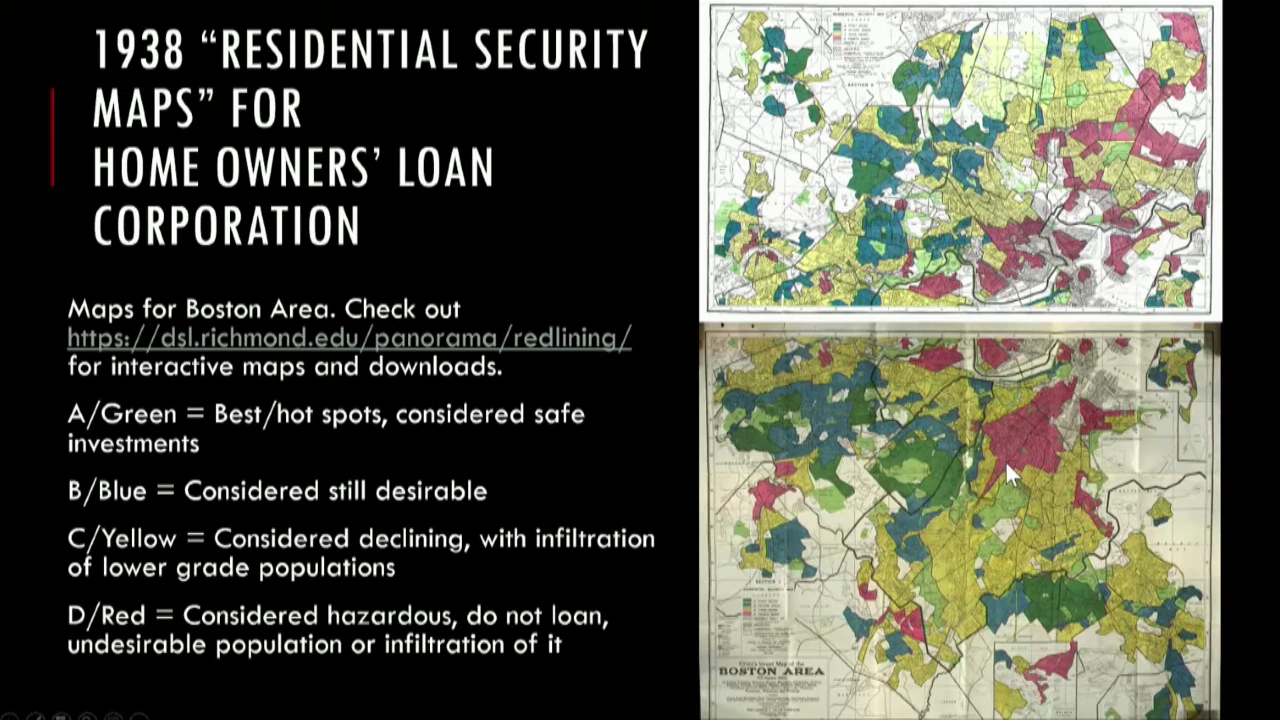 1938 “RESIDENTIAL SECURITY
MAPS” FOR
HOME OWNERS’ LOAN
CORPORATION
Maps for Boston Area. Check out
https://dsl.richmond.edu/panorama/redlining/
for interactive maps and downloads.
A/Green = Best/hot spots, considered safe
investments
B/Blue = Considered still desirable
C/Yellow = Considered declining, with infiltration
of lower grade populations
D/Red = Considered hazardous, do not loan,
undesirable population or infiltration of it
BOSTON AREA